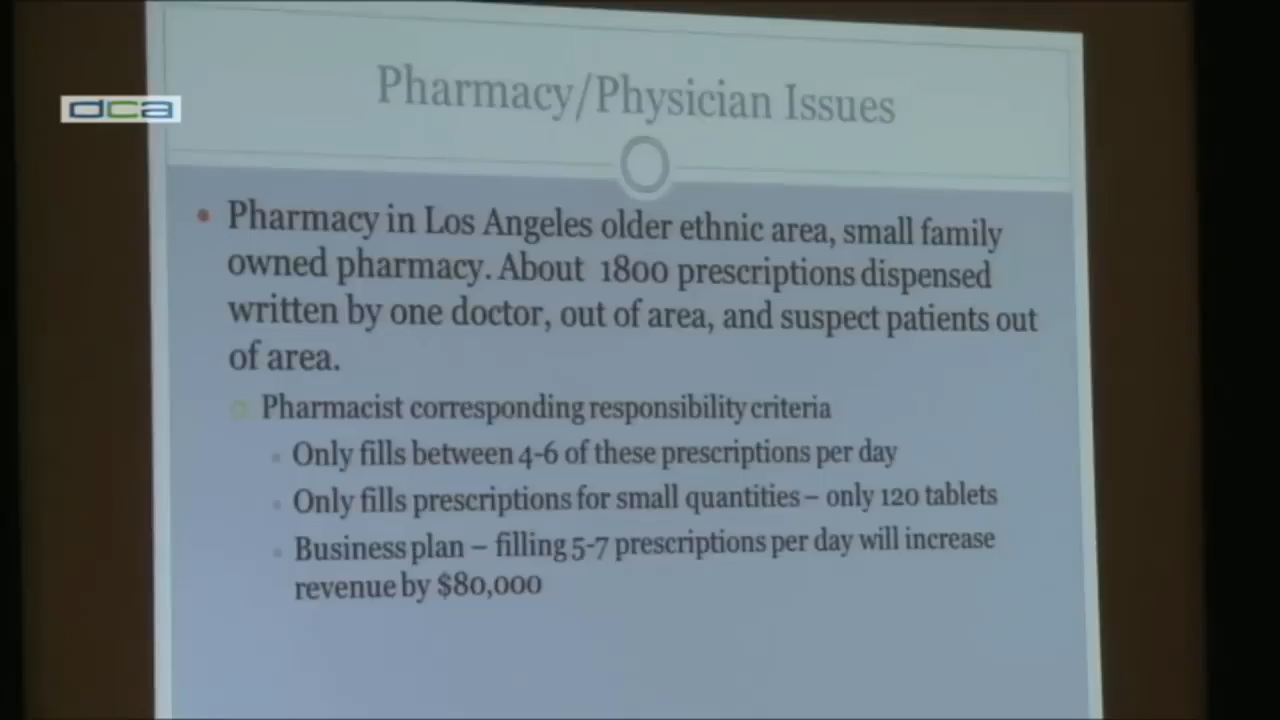 dca
Pharmacy/Physician Issues
• Pharmacy in Los Angeles older ethnic area, small family
owned pharmacy. About 1800 prescriptions dispensed
written by one doctor, out of area, and suspect patients out
of area.
Pharmacist corresponding responsibility criteria
Only fills between 4-6 of these prescriptions per day
Only fills prescriptions for small quantities – only 120 tablets
Business plan – filling 5-7 prescriptions per day will increase
revenue by $80,000